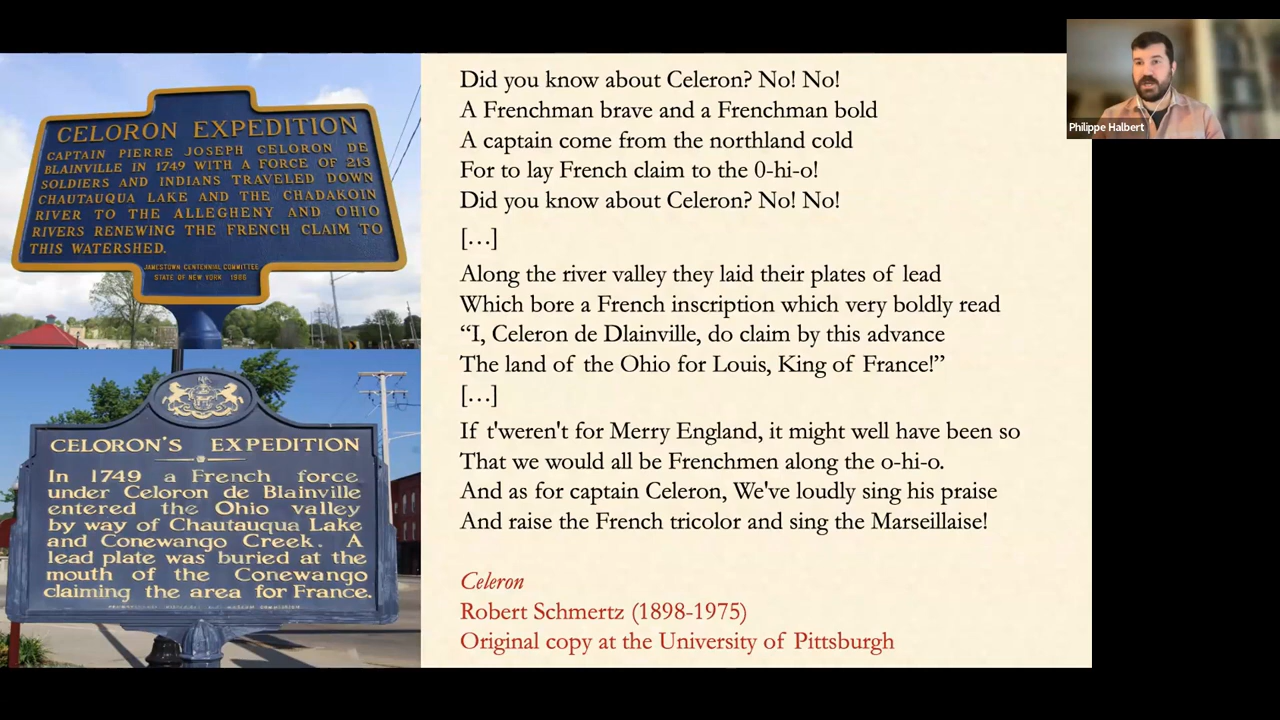 CELORON EXPEDITION
CAPTAIN PIERRE JOSEPH CELORON DE
BLAINVILLE IN 1749 WITH A FORCE OF 213
SOLDIERS AND INDIANS TRAVELED DOWN
CHAUTAUQUA LAKE AND THE CHADAKOIN
RIVER TO THE ALLEGHENY AND OHIO
RIVERS RENEWING THE FRENCH CLAIM TO
THIS WATERSHED.
JAMESTOWN CENTENNIAL COMMITTEE
STATE OF NEW YORK 1986
CELORON'S EXPEDITION
In 1749 a French force
under Celoron de Blainville
entered the Ohio valley
by way of Chautauqua Lake
and Conewango Creek. A
lead plate was buried at the
mouth of the Conewango
claiming the area for France.
Did you know about Celeron? No! No!
A Frenchman brave and a Frenchman bold
A captain come from the northland cold
For to lay French claim to the 0-hi-o!
Did you know about Celeron? No! No!
[…]
Along the river valley they laid their plates of lead
Which bore a French inscription which very boldly read
“I, Celeron de Dlainville, do claim by this advance
The land of the Ohio for Louis, King of France!”
[…]
If t'weren't for Merry England, it might well have been so
That we would all be Frenchmen along the o-hi-o.
And as for captain Celeron, We've loudly sing his praise
And raise the French tricolor and sing the Marseillaise!
Celeron
Robert Schmertz (1898-1975)
Original copy at the University of Pittsburgh
Philippe Halbert